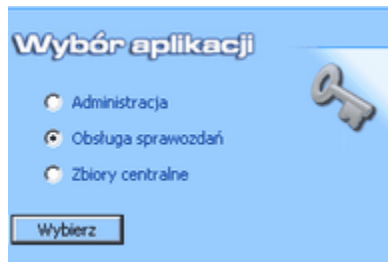 Wybór aplikacji
Administracja
Obsługa sprawozdań
Zbiory centralne
Wybierz